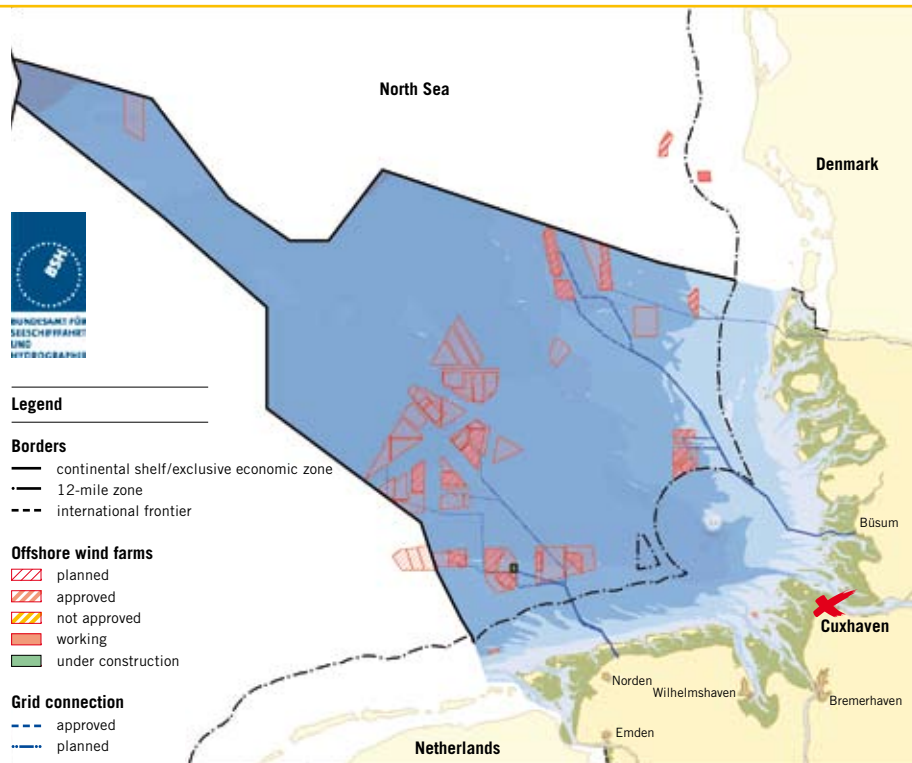 North Sea
Denmark
BSH
BUNDESAMT FÜR
SEESCHIFFFAHRT
UND
HYDROGRAPHIE
Legend
Borders
continental shelf/exclusive economic zone
12-mile zone
international frontier
Offshore wind farms
planned
approved
not approved
working
under construction
Grid connection
approved
planned
Büsum
Cuxhaven
Norden
Wilhelmshaven
Bremerhaven
Emden
Netherlands